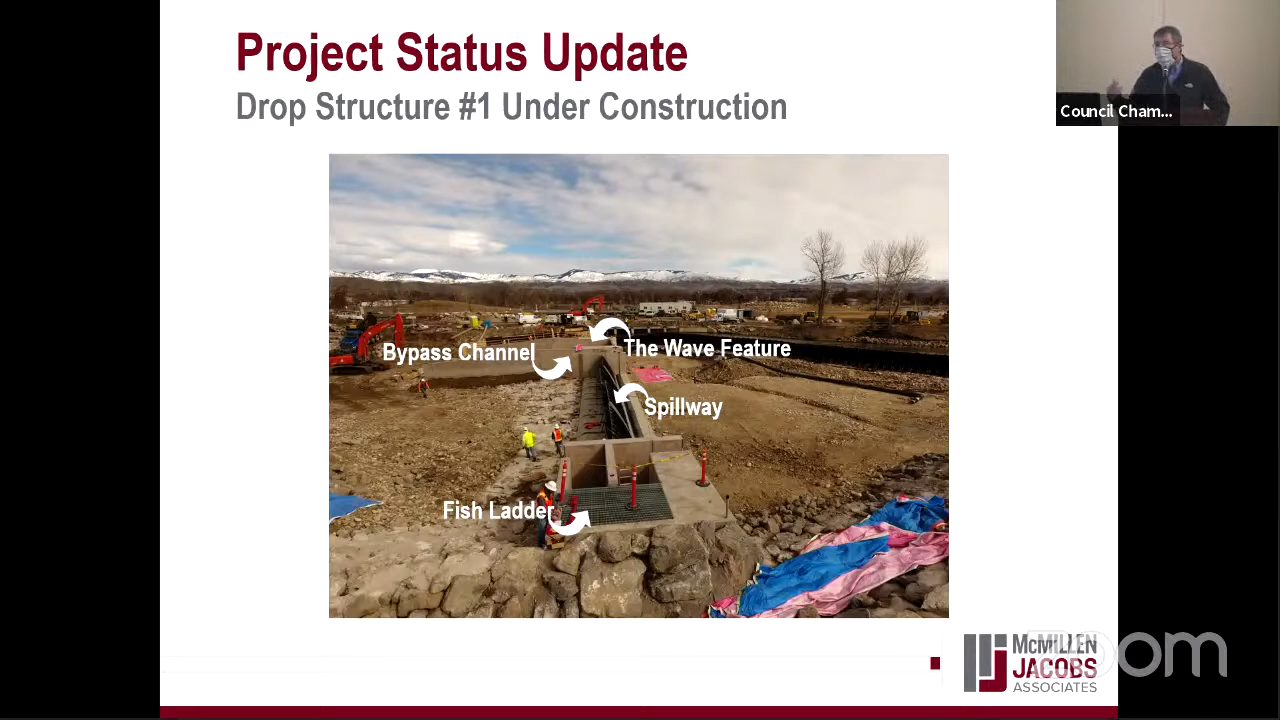 Project Status Update
Drop Structure #1 Under Construction
Council Cham...
Bypass Channel
The Wave Feature
Spillway
Fish Ladder
McMILLEN
JACOBS
ASSOCIATES
zoom